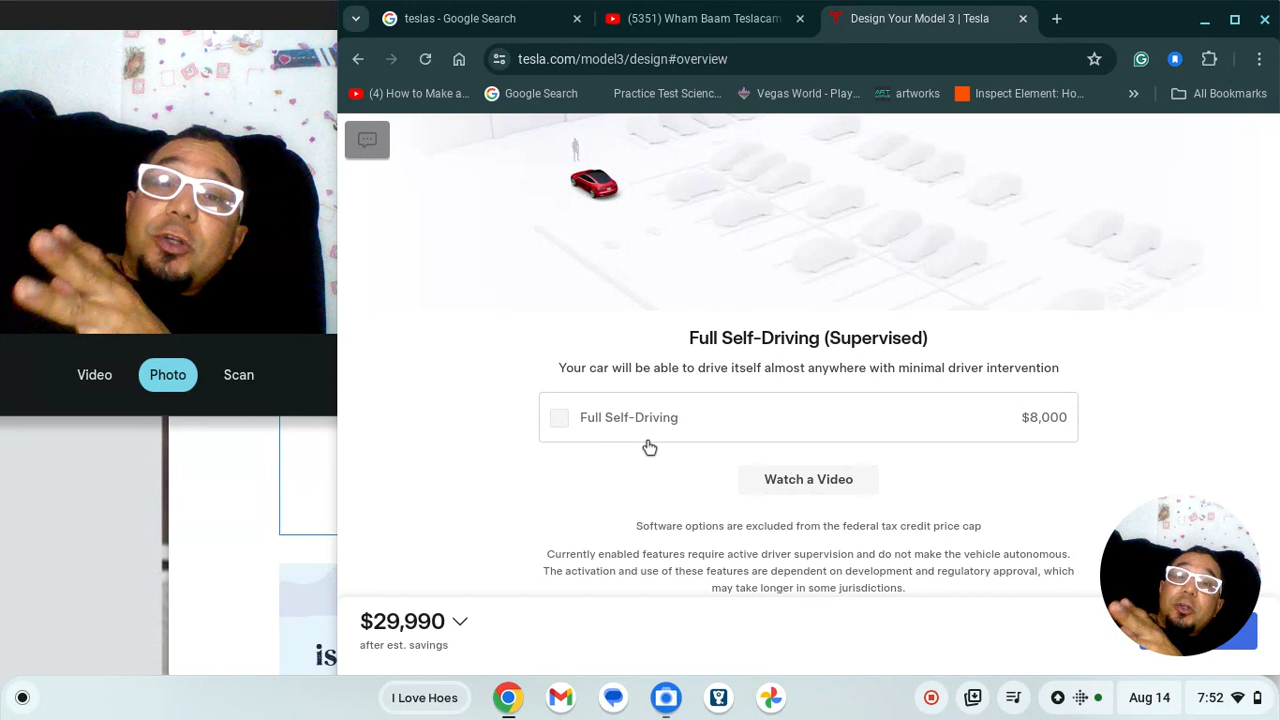 teslas - Google Search
(5351) Wham Baam Teslacam
Design Your Model 3 | Tesla
tesla.com/model3/design#overview
(4) How to Make a...
Google Search
Practice Test Scienc...
Vegas World - Play...
artworks
Inspect Element: Ho...
All Bookmarks
Video
Photo
Scan
Full Self-Driving (Supervised)
Your car will be able to drive itself almost anywhere with minimal driver intervention
Full Self-Driving
$8,000
Watch a Video
Software options are excluded from the federal tax credit price cap
Currently enabled features require active driver supervision and do not make the vehicle autonomous.
The activation and use of these features are dependent on development and regulatory approval, which
may take longer in some jurisdictions.
$29,990
after est. savings
is
I Love Hoes
Aug 14
7:52